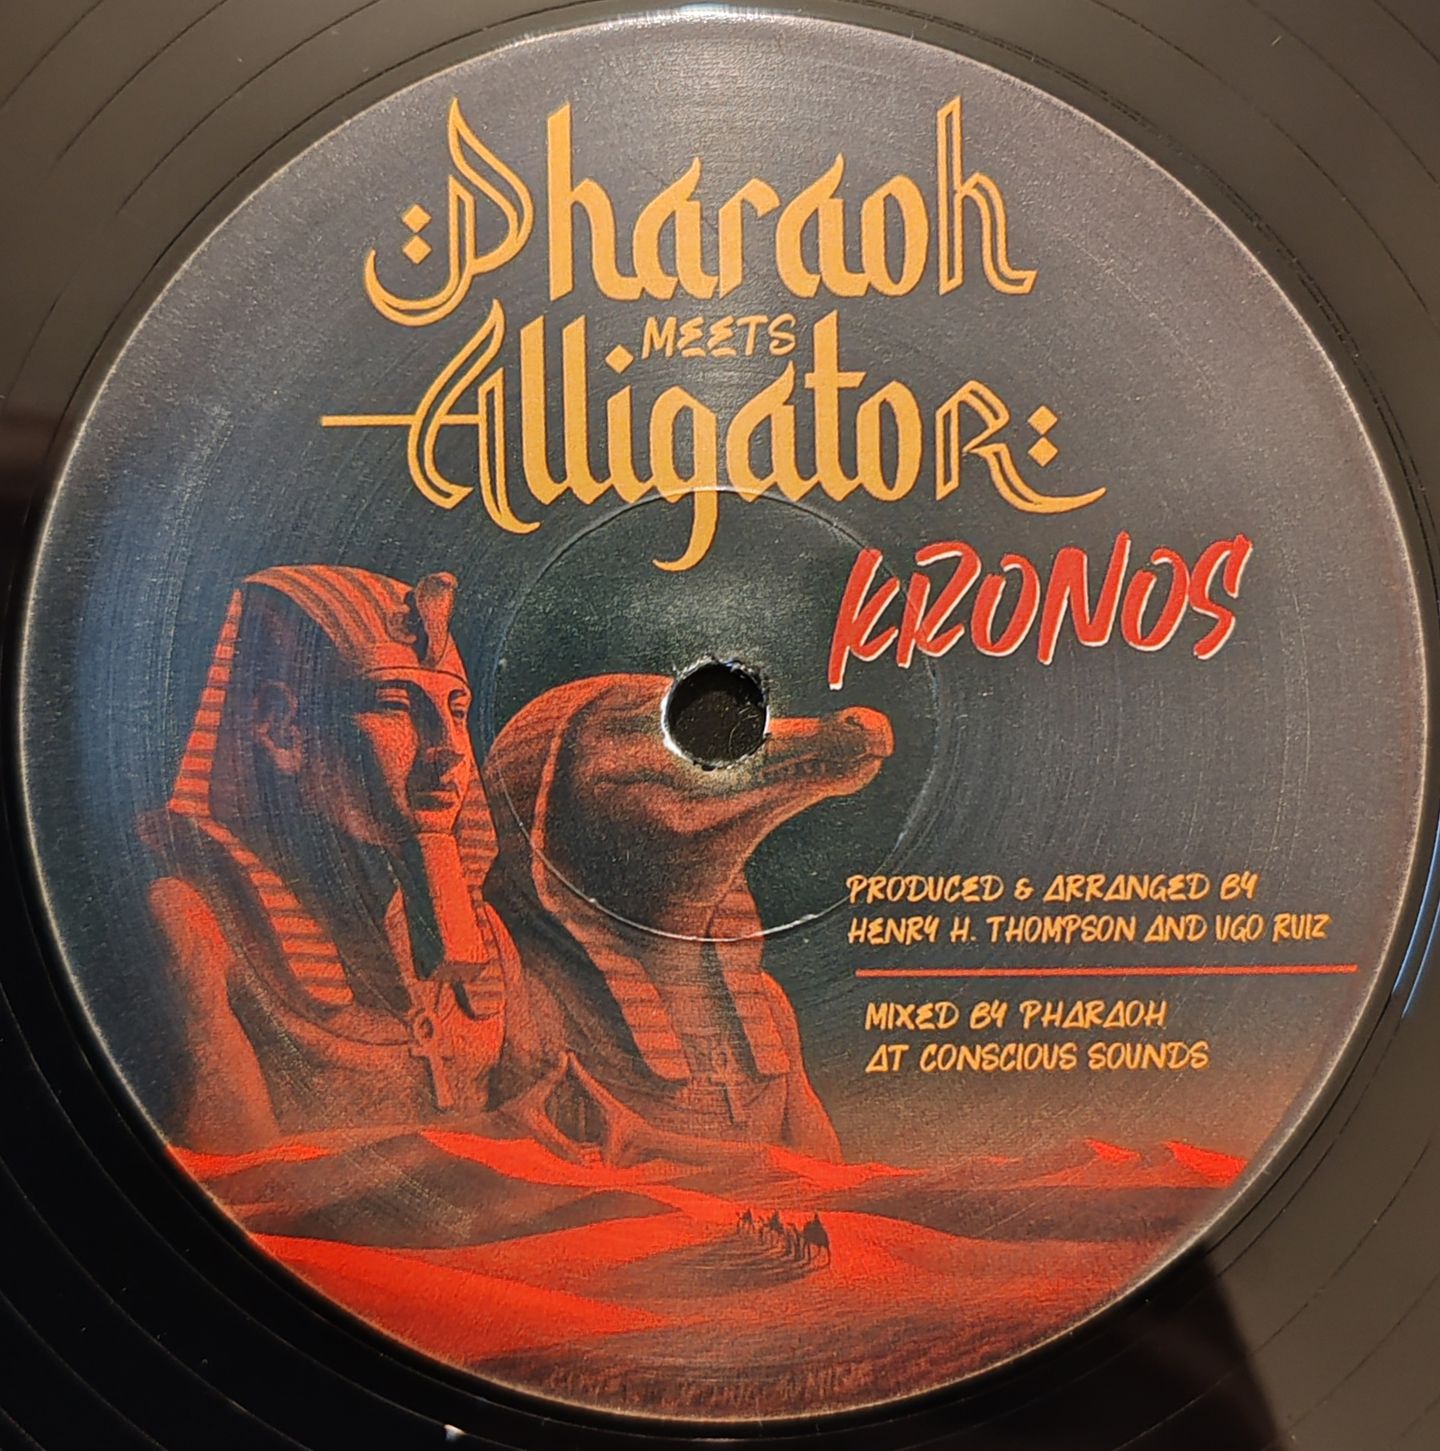 Pharaoh
MEETS
Alligator
KRONOS
PRODUCED & ARRANGED BY
HENRY H. THOMPSON AND UGO RUIZ
MIXED BY PHARAOH
AT CONSCIOUS SOUNDS